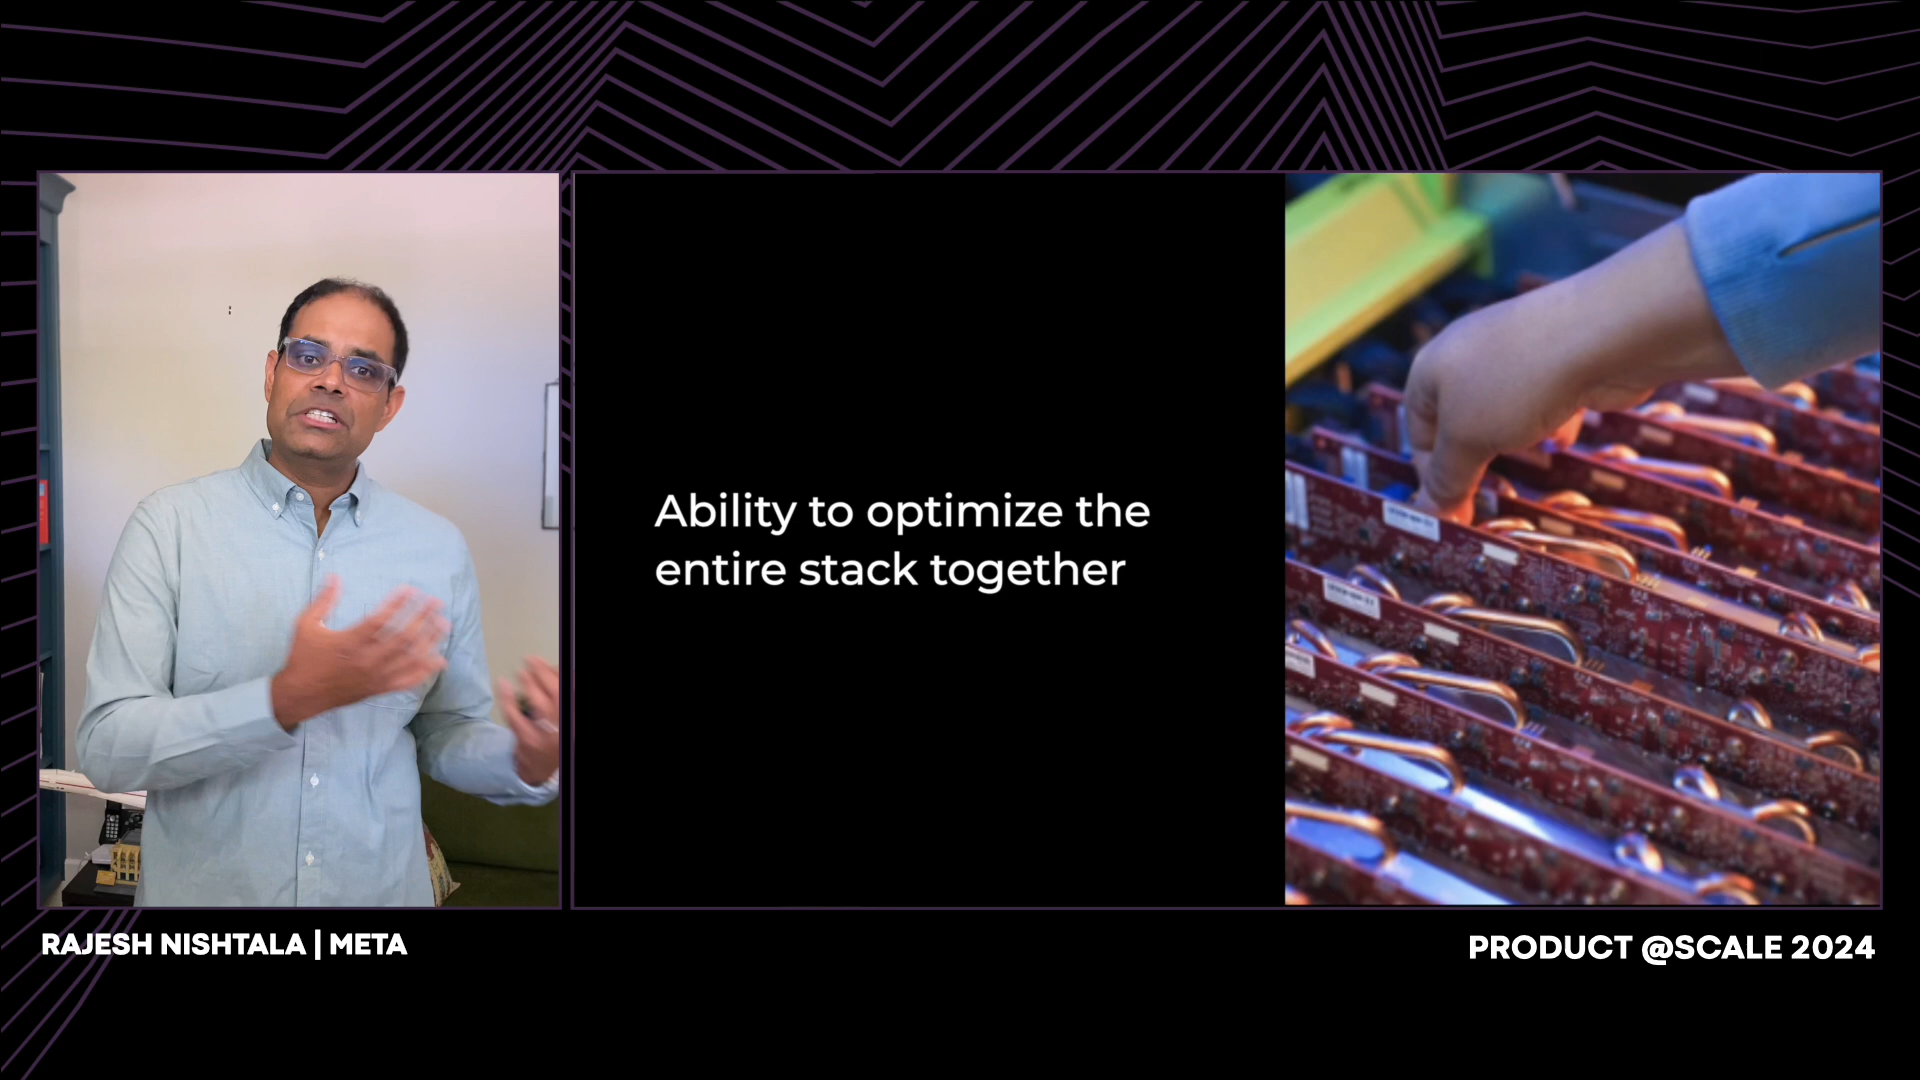 Ability to optimize the
entire stack together
RAJESH NISHTALA | META
PRODUCT @SCALE 2024